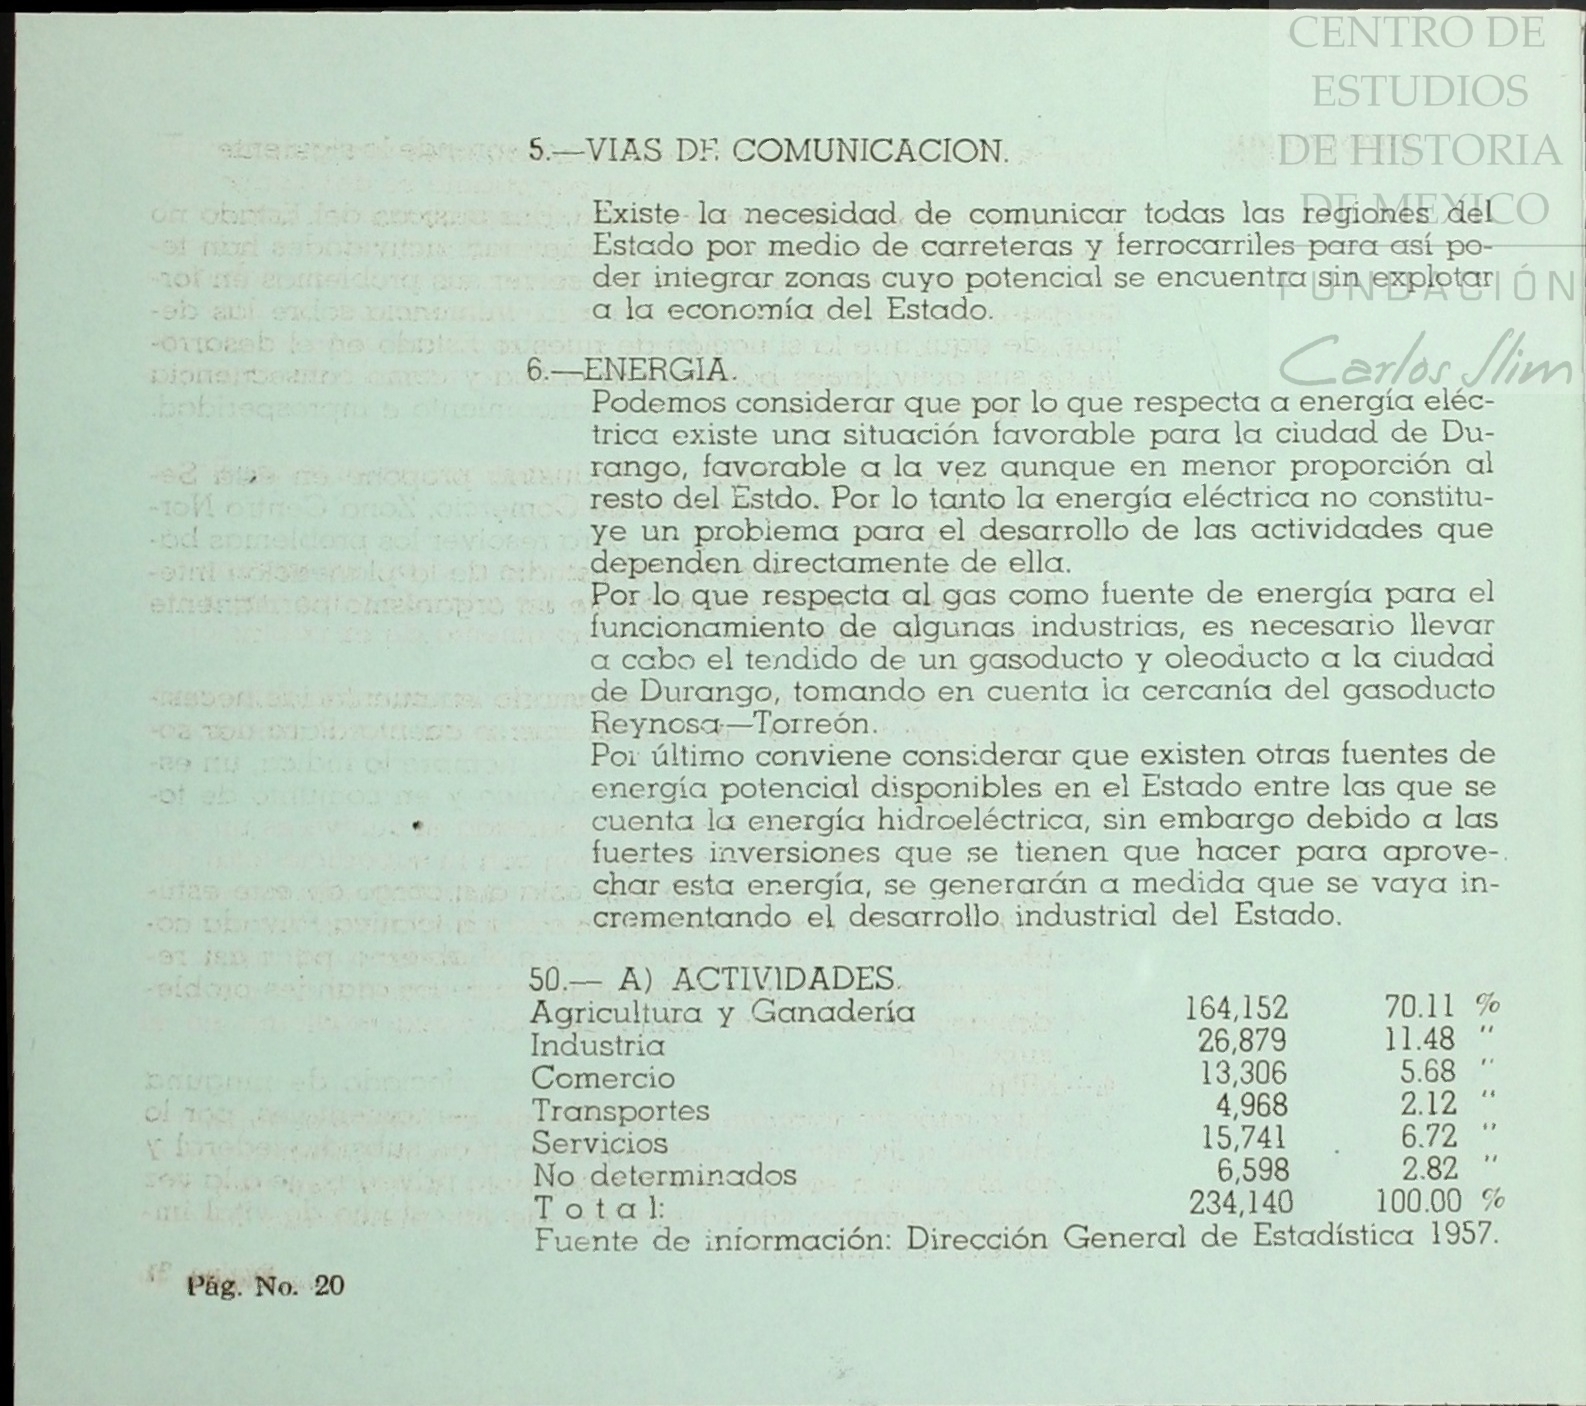 CENTRO DE
ESTUDIOS
DE HISTORIA
DE MEXICO
FUNDACIÓN
Carlos Slim
5.—VIAS DE COMUNICACION.
Existe la necesidad de comunicar todas las regiones del
Estado por medio de carreteras y ferrocarriles para así po-
der integrar zonas cuyo potencial se encuentra sin explotar
a la economía del Estado.
6.—ENERGIA.
Podemos considerar que por lo que respecta a energía eléc-
trica existe una situación favorable para la ciudad de Du-
rango, favorable a la vez aunque en menor proporción al
resto del Estdo. Por lo tanto la energía eléctrica no constitu-
ye un problema para el desarrollo de las actividades que
dependen directamente de ella.
Por lo que respecta al gas como fuente de energía para el
funcionamiento de algunas industrias, es necesario llevar
a cabo el tendido de un gasoducto y oleoducto a la ciudad
de Durango, tomando en cuenta la cercanía del gasoducto
Reynosa—Torreón.
Por último conviene considerar que existen otras fuentes de
energía potencial disponibles en el Estado entre las que se
cuenta la energía hidroeléctrica, sin embargo debido a las
fuertes inversiones que se tienen que hacer para aprove-
char esta energía, se generarán a medida que se vaya in-
crementando el desarrollo industrial del Estado.
50.— A) ACTIVIDADES.
Agricultura y Ganadería 164,152 70.11 %
Industria 26,879 11.48 "
Comercio 13,306 5.68 "
Transportes 4,968 2.12 "
Servicios 15,741 6.72 "
No determinados 6,598 2.82 "
T o t a l: 234,140 100.00 %
Fuente de información: Dirección General de Estadística 1957.
Pág. No. 20